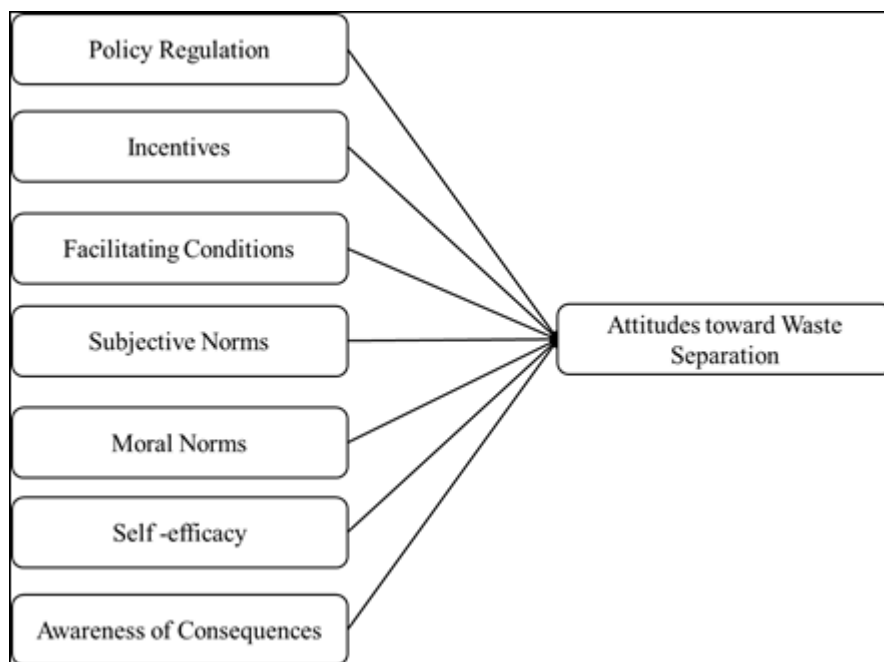 Policy Regulation
Incentives
Facilitating Conditions
Subjective Norms
Moral Norms
Self -efficacy
Awareness of Consequences
Attitudes toward Waste
Separation